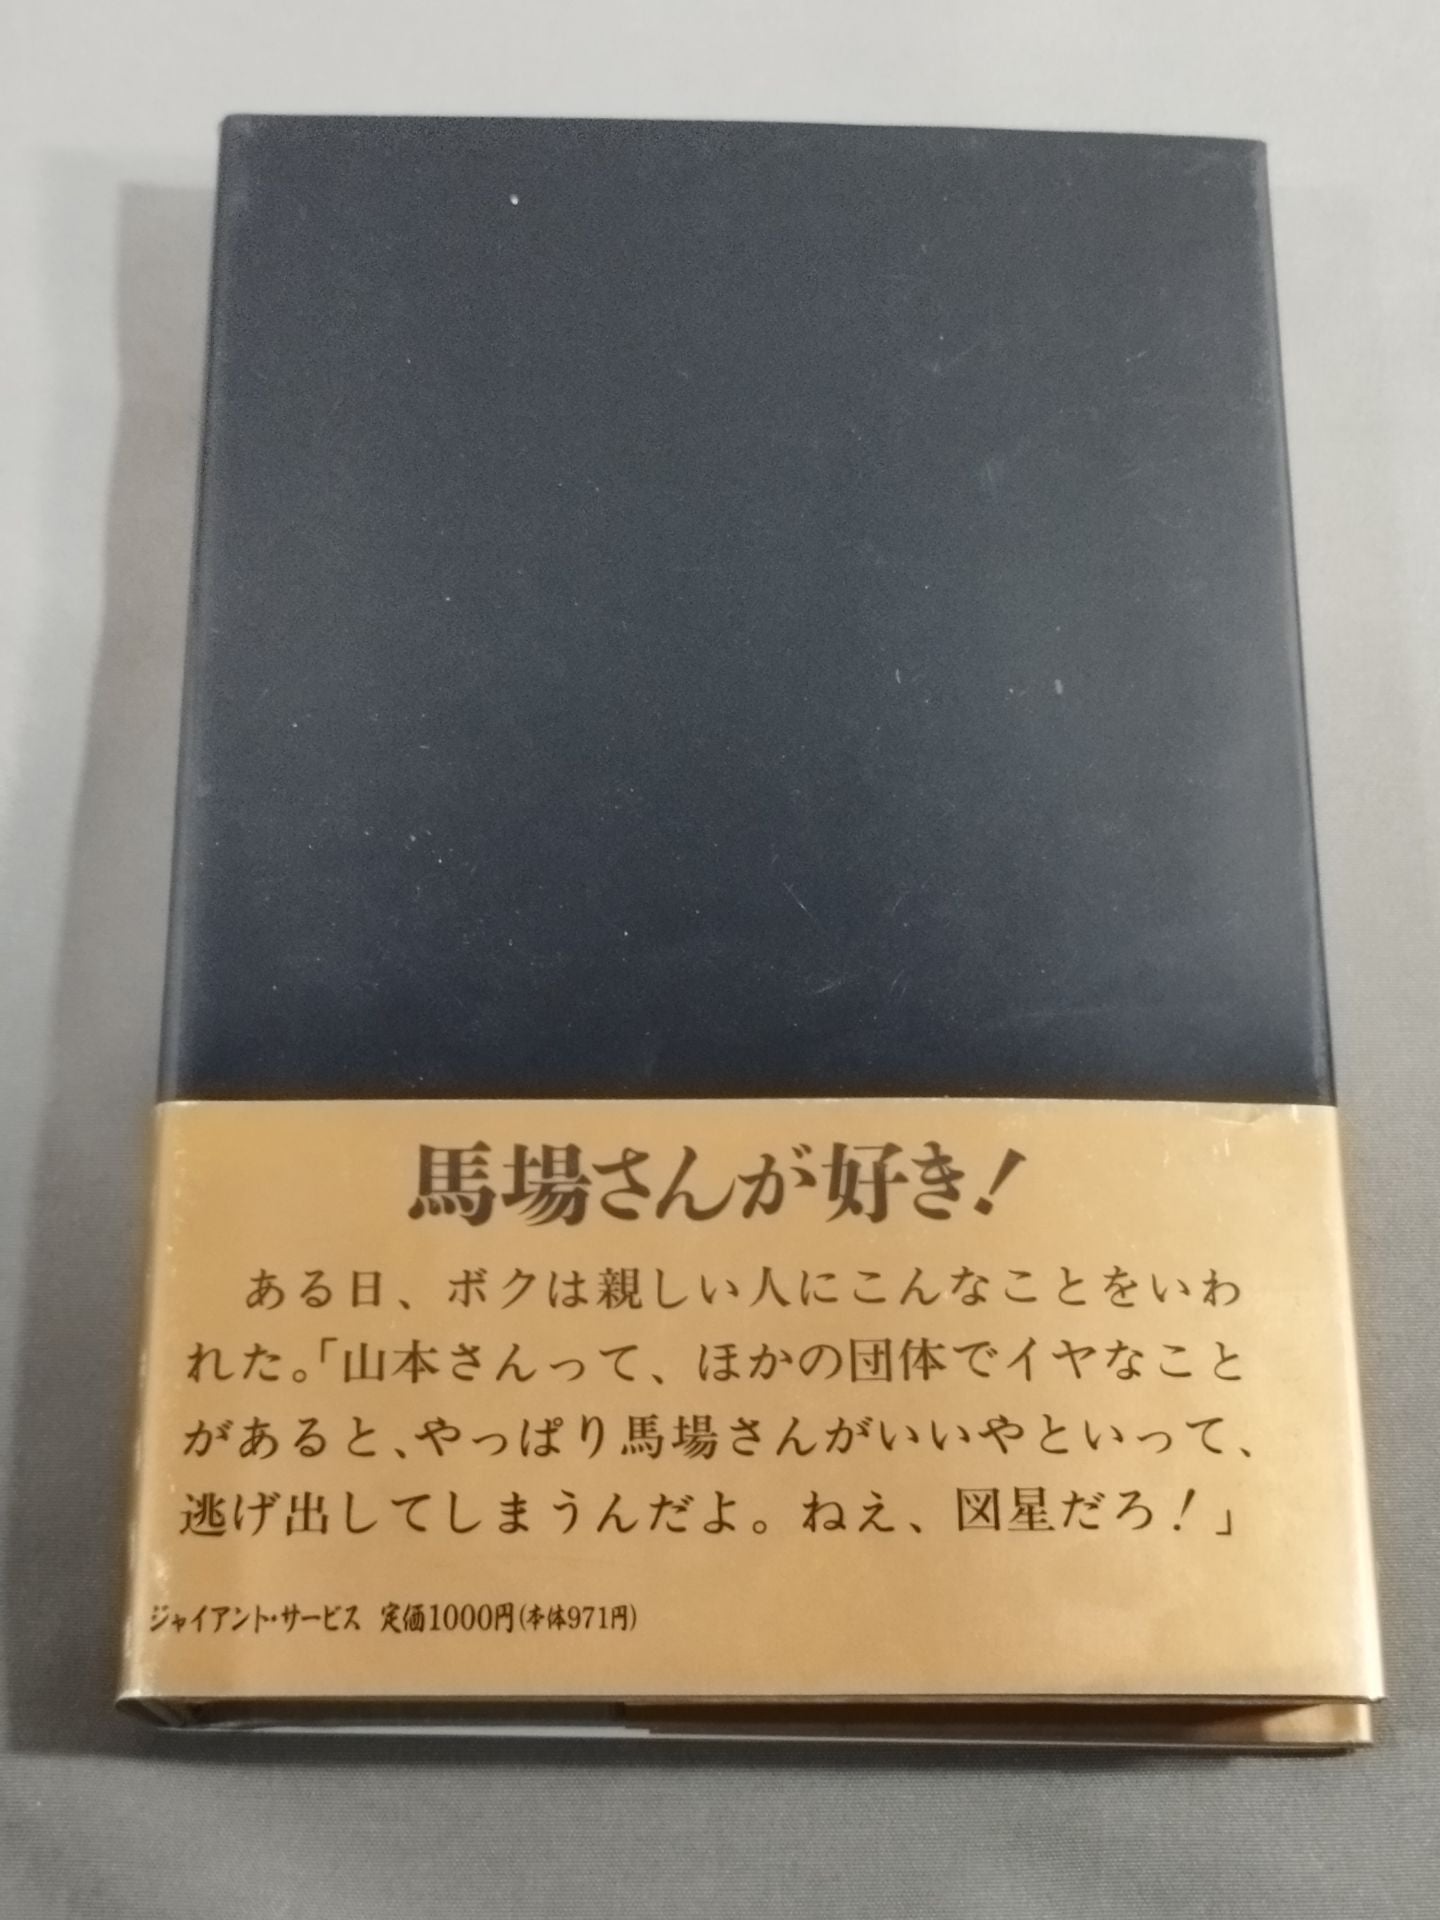 馬場さんが好き！
ある日、ボクは親しい人にこんなことをいわ
れた。「山本さんって、ほかの団体でイヤなこと
があると、やっぱり馬場さんがいいやといって、
逃げ出してしまうんだよ。ねえ、図星だろ！」
ジャイアント・サービス 定価1000円（本体971円）